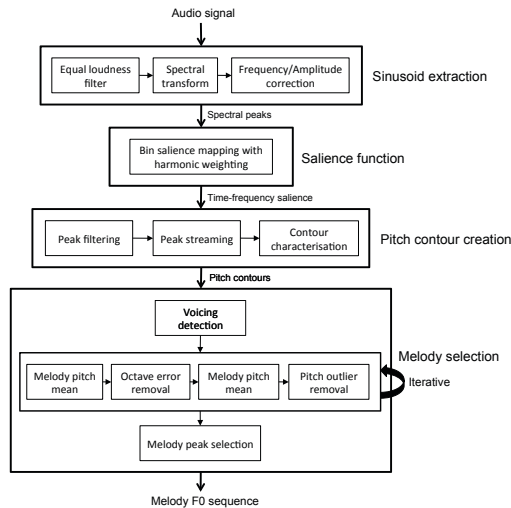 Audio signal
Equal loudness
filter
Spectral
transform
Frequency/Amplitude
correction
Sinusoid extraction
Spectral peaks
Bin salience mapping with
harmonic weighting
Salience function
Time-frequency salience
Peak filtering
Peak streaming
Contour
characterisation
Pitch contour creation
Pitch contours
Voicing
detection
Melody selection
Melody pitch
mean
Octave error
removal
Melody pitch
mean
Pitch outlier
removal
Iterative
Melody peak selection
Melody F0 sequence